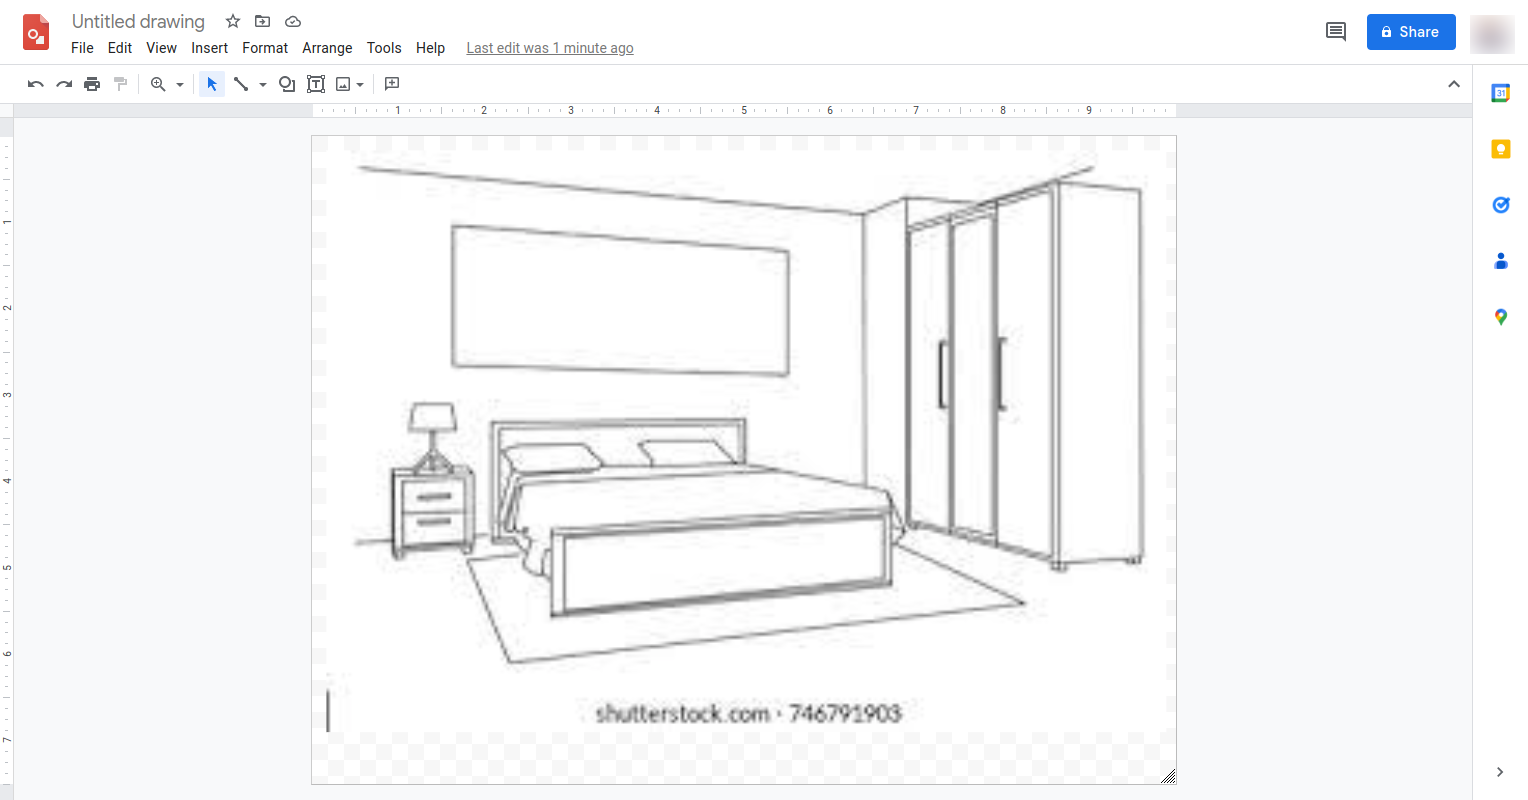 Untitled drawing
File Edit View Insert Format Arrange Tools Help Last edit was 1 minute ago
Share
1 2 3 4 5 6 7 8 9
31
1
2
3
4
5
6
7
shutterstock.com · 746791903